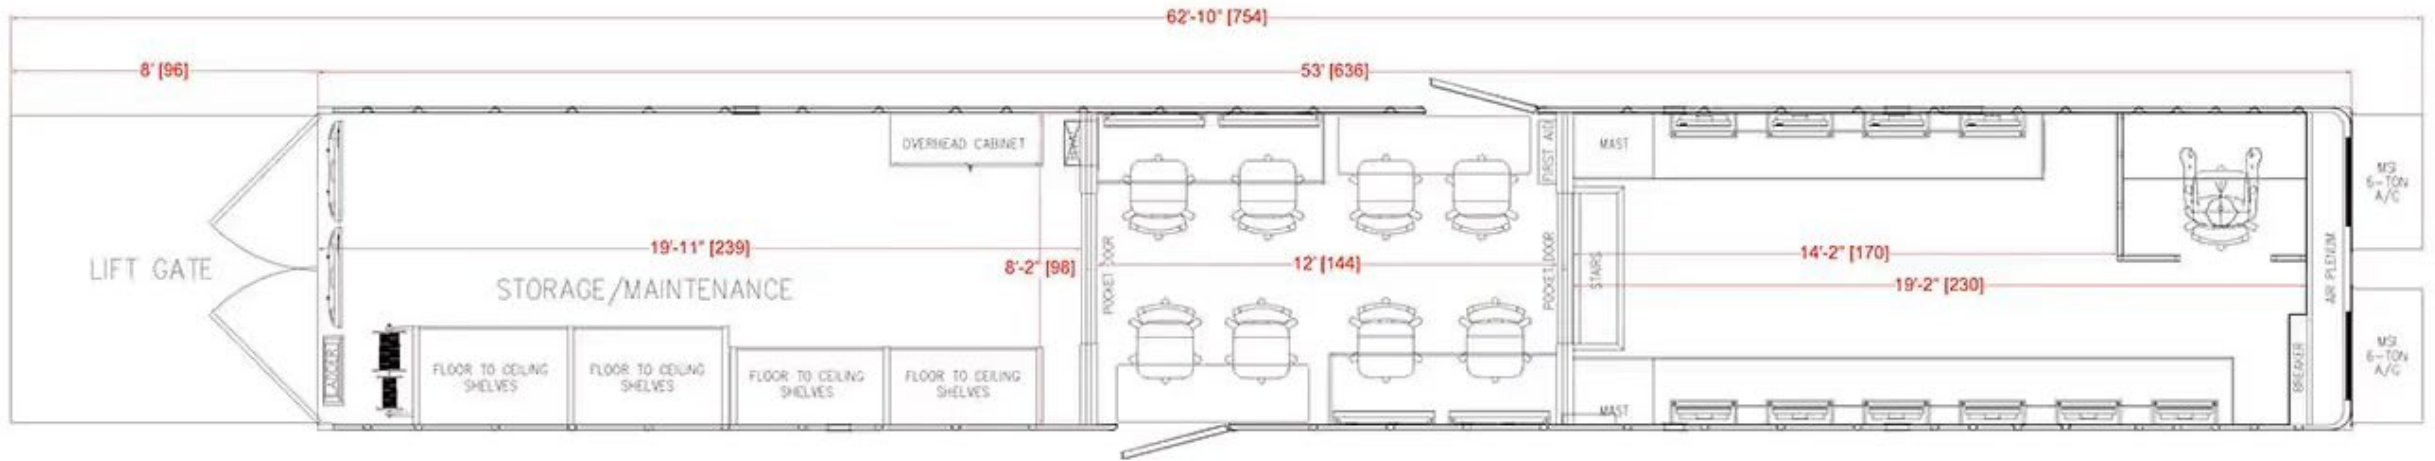 62'-10" [754]
8' [96]
53' [636]
OVERHEAD CABINET
FIRST AID
MAST
MSI
6-TON
A/C
19'-11" [239]
8'-2" [98]
POCKET DOOR
12' [144]
POCKET DOOR
STAIRS
14'-2" [170]
19'-2" [230]
AIR PLENUM
LIFT GATE
STORAGE/MAINTENANCE
LADDER
FLOOR TO CEILING
SHELVES
FLOOR TO CEILING
SHELVES
FLOOR TO CEILING
SHELVES
FLOOR TO CEILING
SHELVES
MAST
BREAKER
MSI
6-TON
A/C